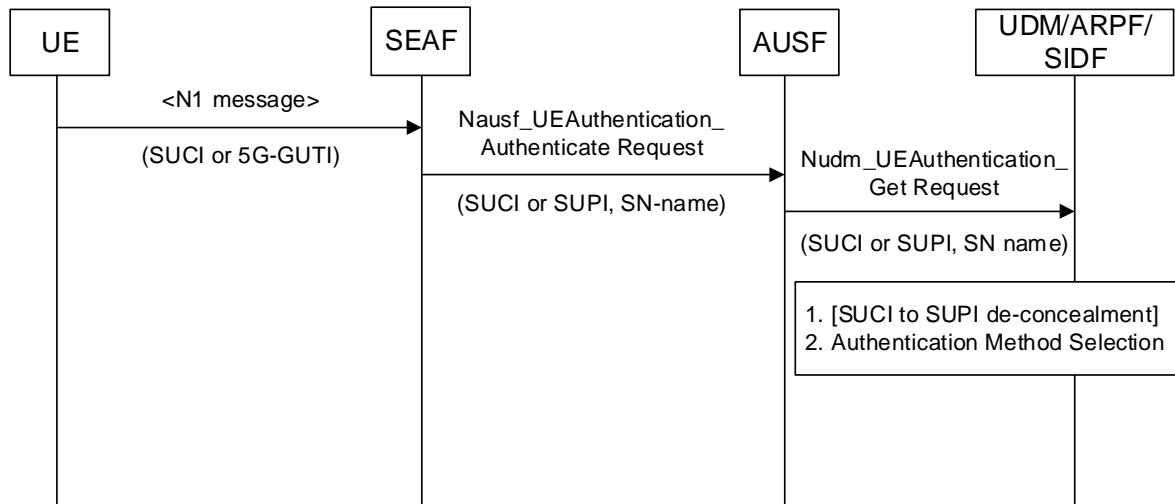 UE
SEAF
AUSF
UDM/ARPF/
SIDF
<N1 message>
(SUCI or 5G-GUTI)
Nausf_UEAuthentication_
Authenticate Request
(SUCI or SUPI, SN-name)
Nudm_UEAuthentication_
Get Request
(SUCI or SUPI, SN name)
1. [SUCI to SUPI de-concealment]
2. Authentication Method Selection